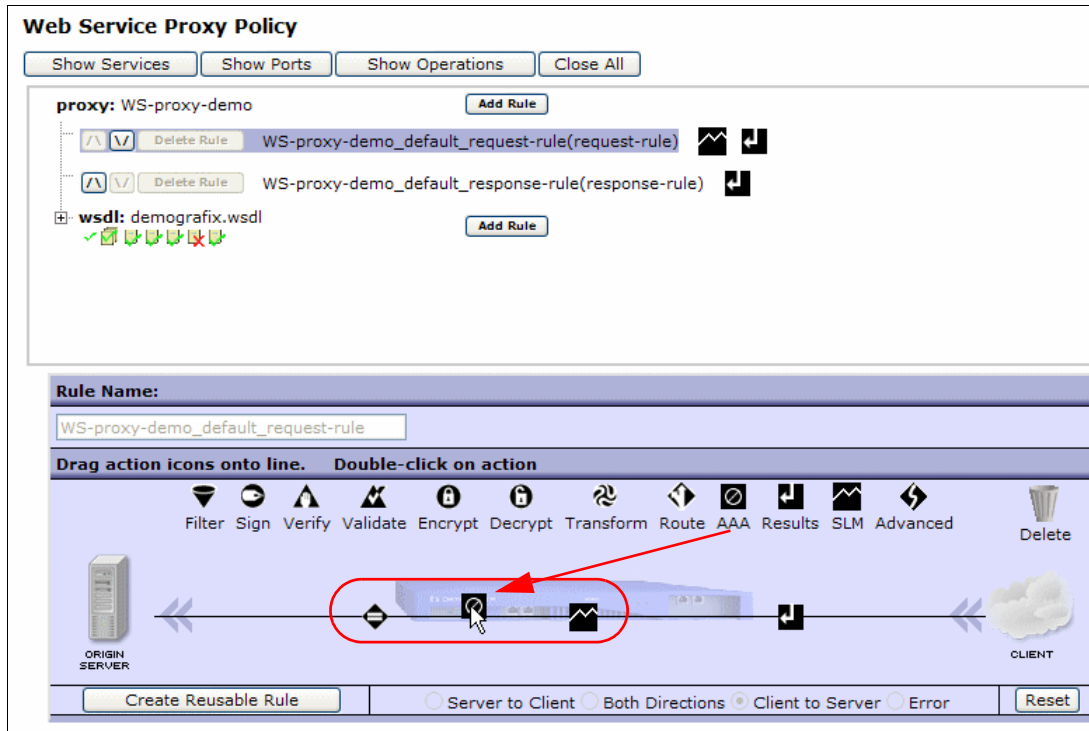 Web Service Proxy Policy
Show Services Show Ports Show Operations Close All
proxy: WS-proxy-demo Add Rule
/\ \/ Delete Rule WS-proxy-demo_default_request-rule(request-rule)
/\ \/ Delete Rule WS-proxy-demo_default_response-rule(response-rule)
wsdl: demografix.wsdl Add Rule
Rule Name:
WS-proxy-demo_default_request-rule
Drag action icons onto line. Double-click on action
Filter Sign Verify Validate Encrypt Decrypt Transform Route AAA Results SLM Advanced
Delete
ORIGIN
SERVER
CLIENT
Create Reusable Rule Server to Client Both Directions Client to Server Error Reset